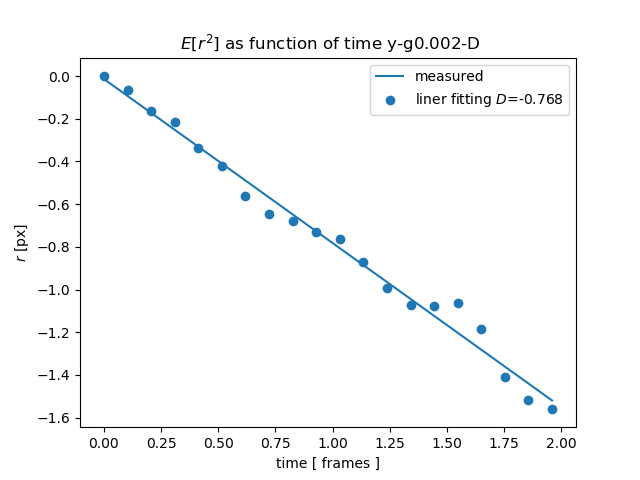 E[r²] as function of time y-g0.002-D
measured
liner fitting D=-0.768
0.0
−0.2
−0.4
−0.6
−0.8
−1.0
−1.2
−1.4
−1.6
r [px]
0.00 0.25 0.50 0.75 1.00 1.25 1.50 1.75 2.00
time [ frames ]